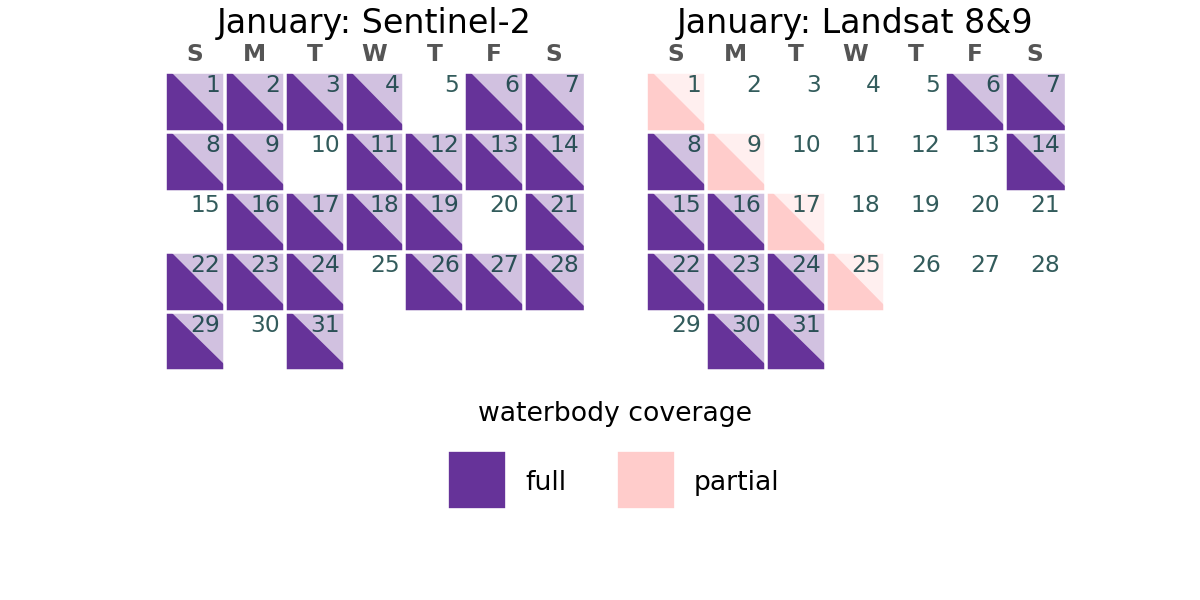 January: Sentinel-2
S M T W T F S
1 2 3 4 5 6 7
8 9 10 11 12 13 14
15 16 17 18 19 20 21
22 23 24 25 26 27 28
29 30 31
January: Landsat 8&9
S M T W T F S
1 2 3 4 5 6 7
8 9 10 11 12 13 14
15 16 17 18 19 20 21
22 23 24 25 26 27 28
29 30 31
waterbody coverage
full partial